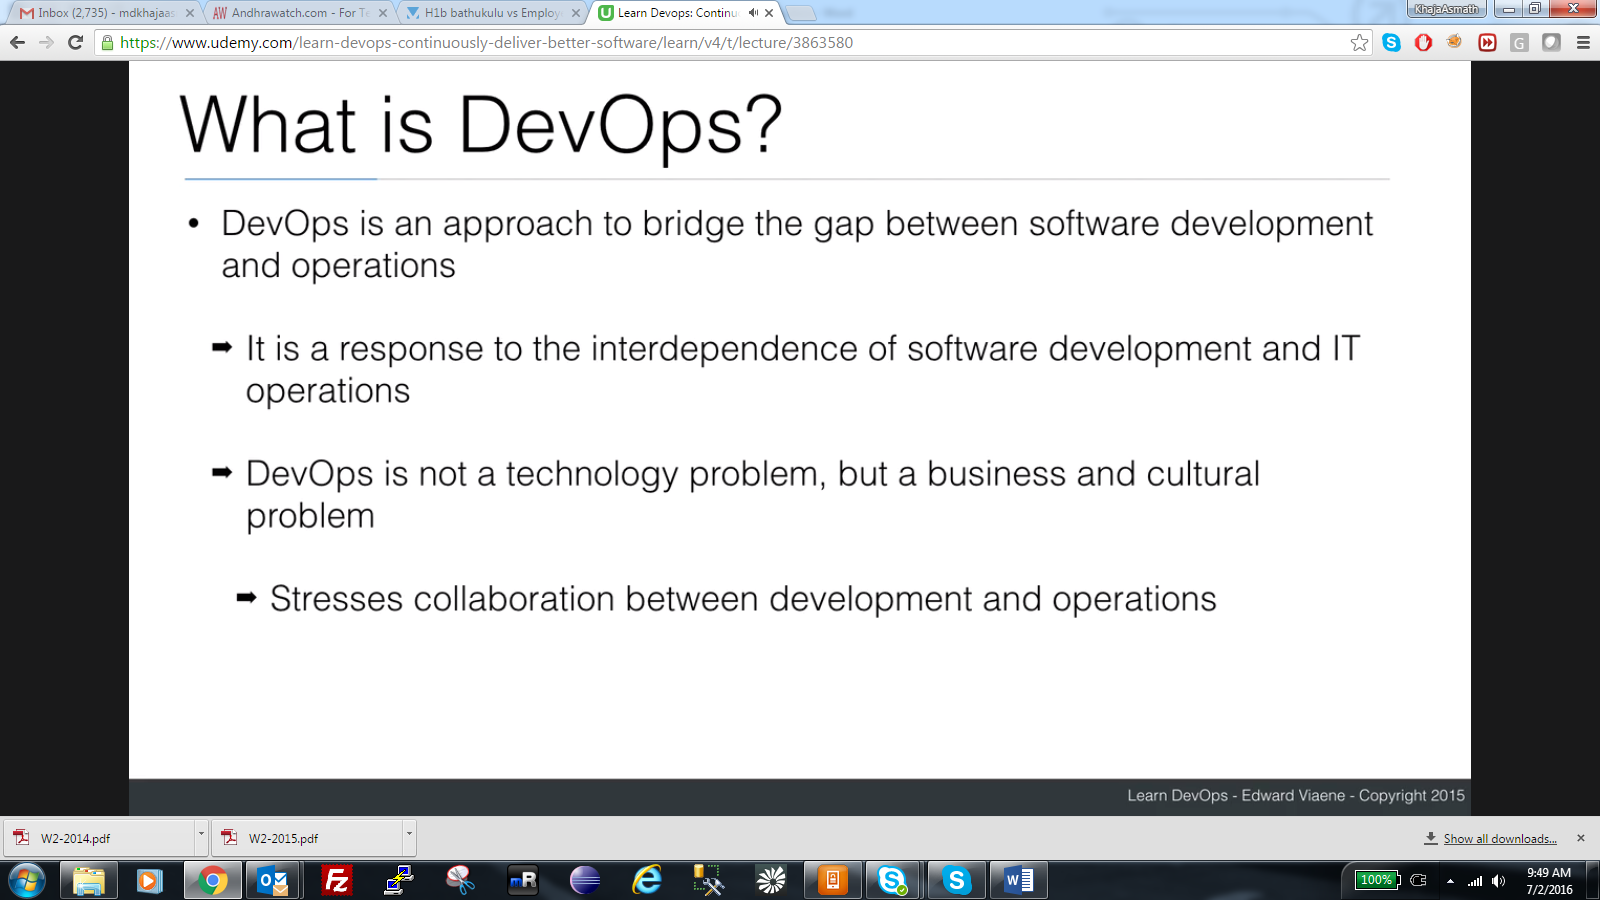 Inbox (2,735) - mdkhajaas
Andhrawatch.com - For Te
H1b bathukulu vs Employ
Learn Devops: Continu
KhajaAsmath
https://www.udemy.com/learn-devops-continuously-deliver-better-software/learn/v4/t/lecture/3863580
What is DevOps?
• DevOps is an approach to bridge the gap between software development
and operations
➡ It is a response to the interdependence of software development and IT
operations
➡ DevOps is not a technology problem, but a business and cultural
problem
➡ Stresses collaboration between development and operations
Learn DevOps - Edward Viaene - Copyright 2015
W2-2014.pdf
W2-2015.pdf
Show all downloads...
mR
100%
9:49 AM
7/2/2016